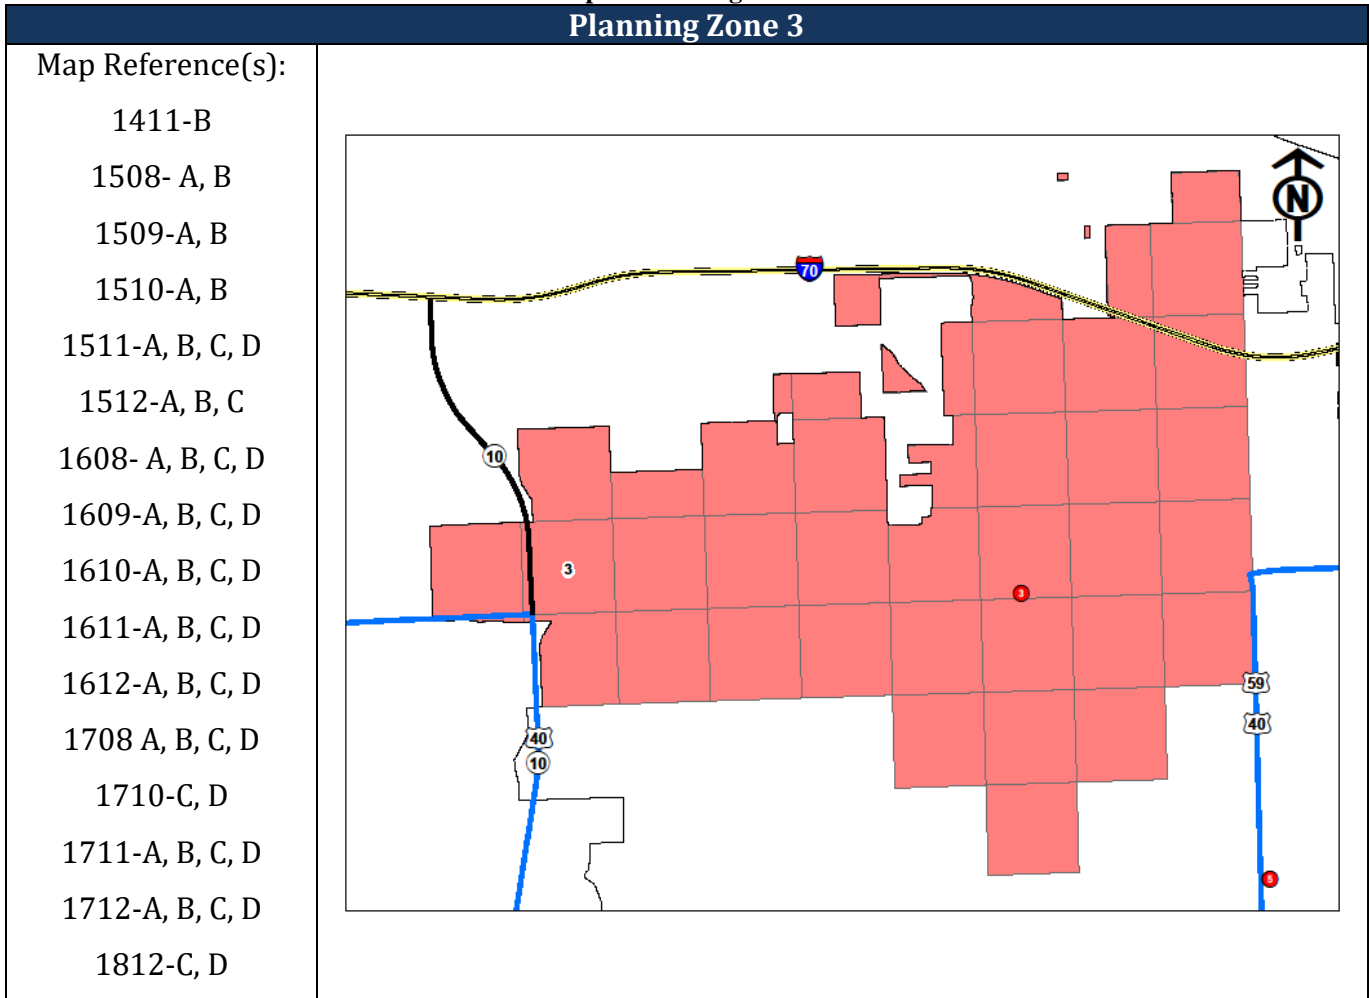 Planning Zone 3
Map Reference(s):
1411-B
1508- A, B
1509-A, B
1510-A, B
1511-A, B, C, D
1512-A, B, C
1608- A, B, C, D
1609-A, B, C, D
1610-A, B, C, D
1611-A, B, C, D
1612-A, B, C, D
1708 A, B, C, D
1710-C, D
1711-A, B, C, D
1712-A, B, C, D
1812-C, D
N
70
10
3
3
59
40
40
10
5